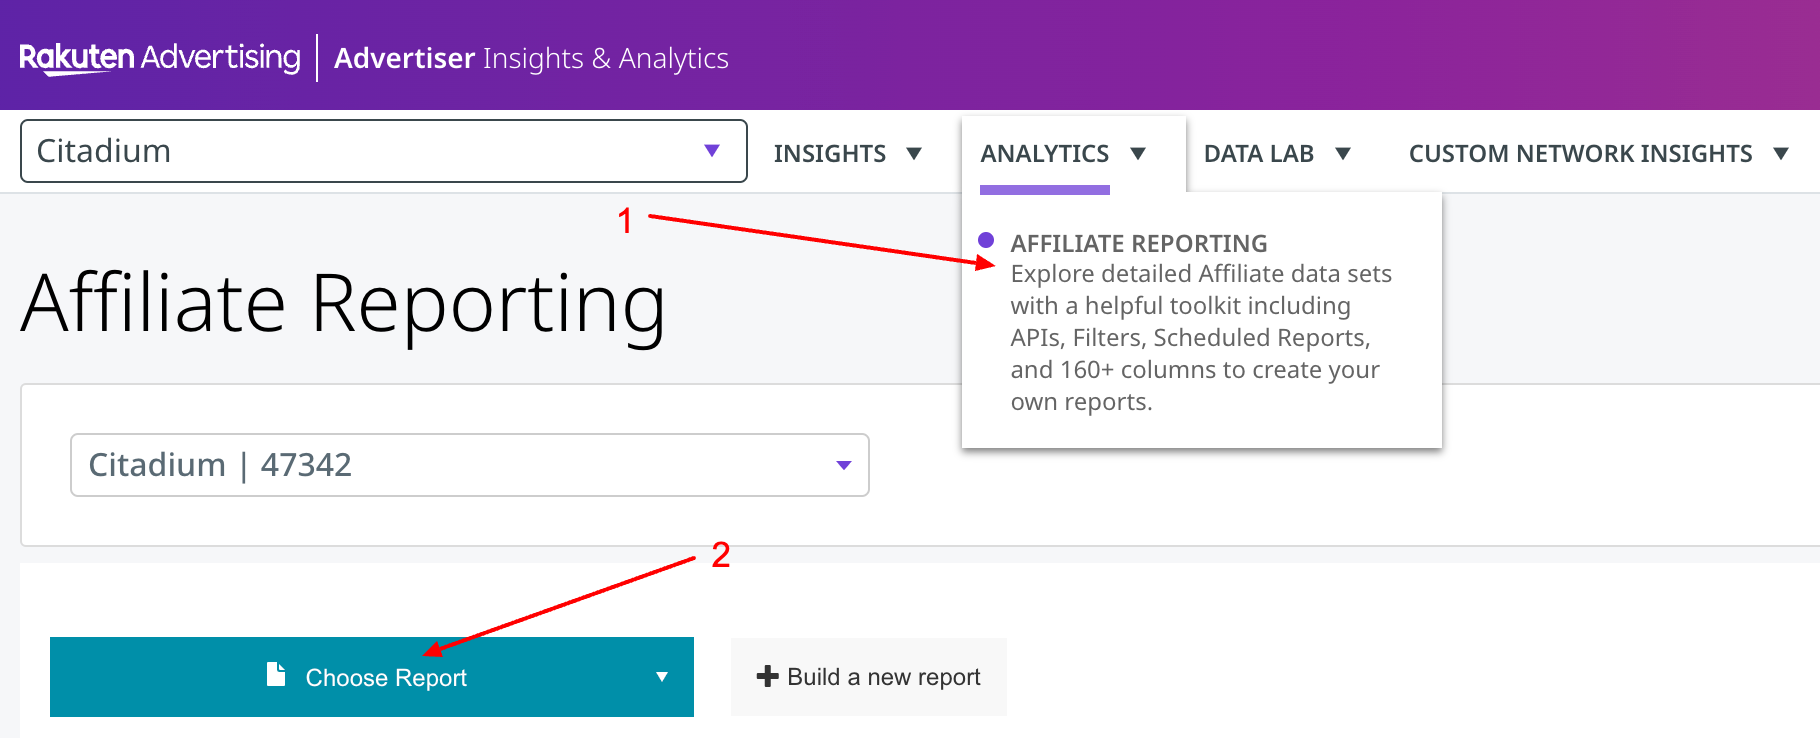 Rakuten Advertising | Advertiser Insights & Analytics
Citadium INSIGHTS ANALYTICS DATA LAB CUSTOM NETWORK INSIGHTS
1
AFFILIATE REPORTING
Explore detailed Affiliate data sets
with a helpful toolkit including
APIs, Filters, Scheduled Reports,
and 160+ columns to create your
own reports.
Affiliate Reporting
Citadium | 47342
2
Choose Report
Build a new report